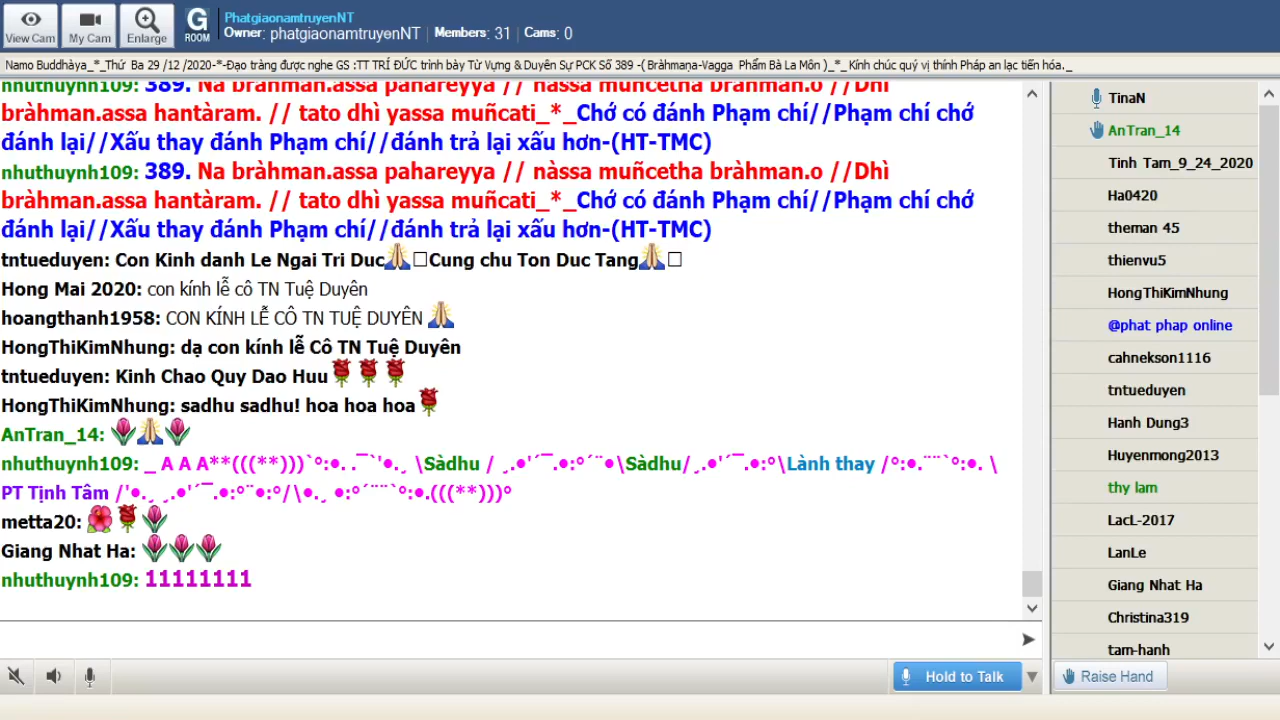 View Cam
My Cam
Enlarge
G
ROOM
PhatgiaonamtruyenNT
Owner: phatgiaonamtruyenNT | Members: 31 | Cams: 0
Namo Buddhàya_*_Thứ Ba 29 /12 /2020-*-Đạo tràng được nghe GS :TT TRÍ ĐỨC trình bày Từ Vựng & Duyên Sự PCK Số 389 -( Bràhmaṇa-Vagga Phẩm Bà La Môn )_*_ Kính chúc quý vị thính Pháp an lạc tiến hóa._
nhuthuynh109: 389. Na bràhman.assa pahareyya // nàssa muñcetha bràhman.o //Dhì
bràhman.assa hantàram. // tato dhì yassa muñcati_*_Chớ có đánh Phạm chí//Phạm chí chớ
đánh lại//Xấu thay đánh Phạm chí//đánh trả lại xấu hơn-(HT-TMC)
nhuthuynh109: 389. Na bràhman.assa pahareyya // nàssa muñcetha bràhman.o //Dhì
bràhman.assa hantàram. // tato dhì yassa muñcati_*_Chớ có đánh Phạm chí//Phạm chí chớ
đánh lại//Xấu thay đánh Phạm chí//đánh trả lại xấu hơn-(HT-TMC)
tntueduyen: Con Kinh danh Le Ngai Tri Duc🙏□Cung chu Ton Duc Tang🙏□
Hong Mai 2020: con kính lễ cô TN Tuệ Duyên
hoangthanh1958: CON KÍNH LỄ CÔ TN TUỆ DUYÊN 🙏
HongThiKimNhung: dạ con kính lễ Cô TN Tuệ Duyên
tntueduyen: Kinh Chao Quy Dao Huu🌹🌹🌹
HongThiKimNhung: sadhu sadhu! hoa hoa hoa🌹
AnTran_14: 🌷🙏🌷
nhuthuynh109: _ A A A**(((**)))`°:•. .¯`'•.¸ \Sàdhu / ¸.•'´¯.•:°´¨•\Sàdhu/¸.•'´¯.•:°\Lành thay /°:•.¨¨`°:•. \
PT Tịnh Tâm /'•.¸ ¸.•'´¯.•:°¨•:°/\•.¸ •:°´¨¨`°:•.(((**)))°
metta20: 🌺🌹🌷
Giang Nhat Ha: 🌷🌷🌷
nhuthuynh109: 11111111
Hold to Talk
TinaN
AnTran_14
Tinh Tam_9_24_2020
Ha0420
theman 45
thienvu5
HongThiKimNhung
@phat phap online
cahnekson1116
tntueduyen
Hanh Dung3
Huyenmong2013
thy lam
LacL-2017
LanLe
Giang Nhat Ha
Christina319
tam-hanh
Raise Hand